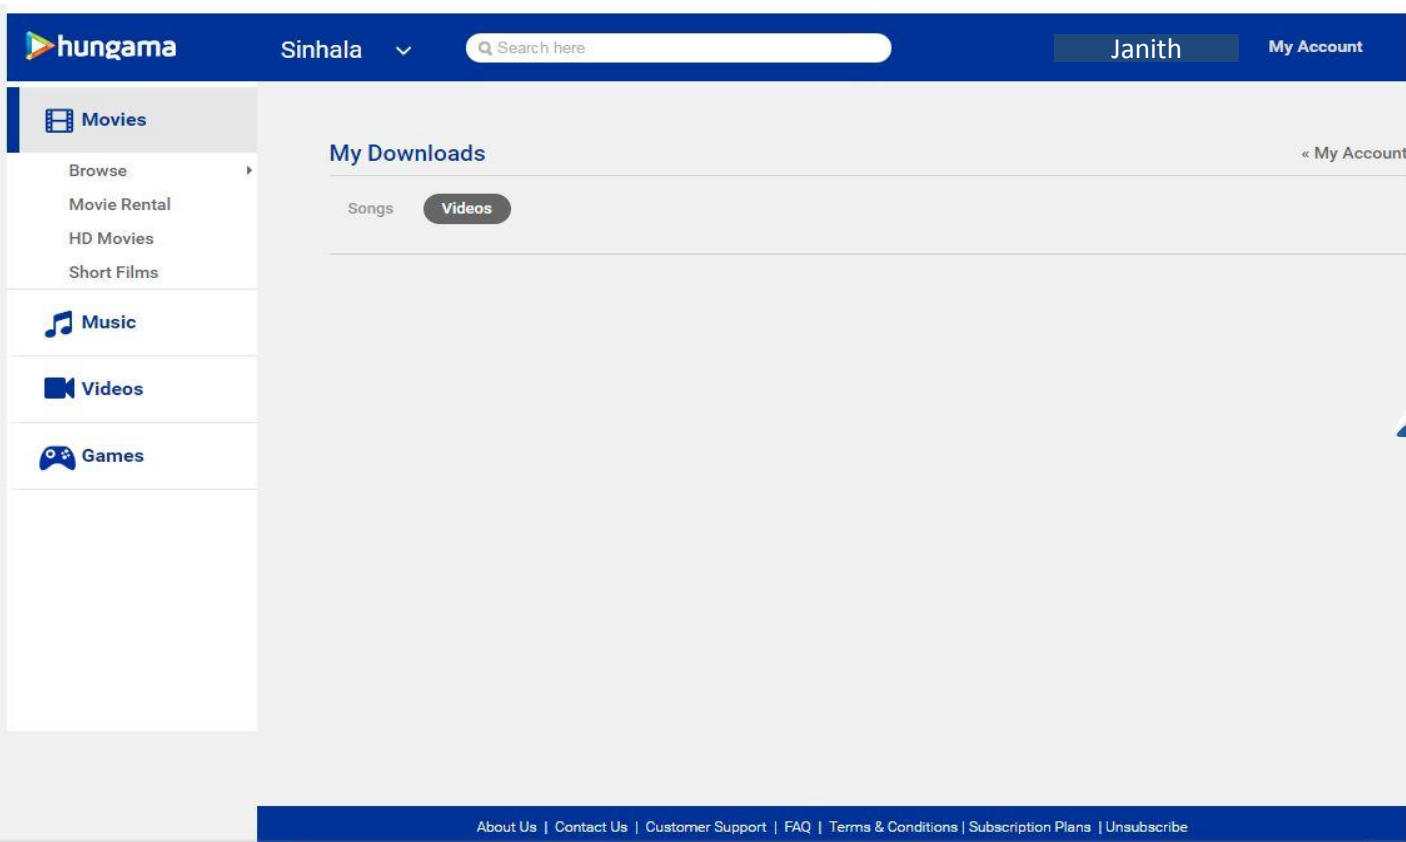 hungama Sinhala Search here Janith My Account
Movies
My Downloads « My Account
Browse
Movie Rental
Songs Videos
HD Movies
Short Films
Music
Videos
Games
About Us | Contact Us | Customer Support | FAQ | Terms & Conditions | Subscription Plans | Unsubscribe